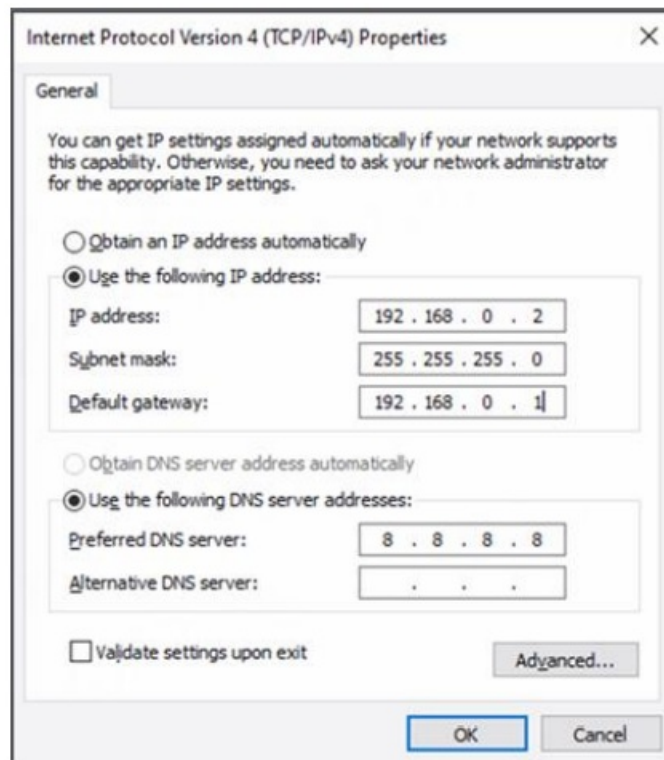 Internet Protocol Version 4 (TCP/IPv4) Properties
General
You can get IP settings assigned automatically if your network supports
this capability. Otherwise, you need to ask your network administrator
for the appropriate IP settings.
Obtain an IP address automatically
Use the following IP address:
IP address: 192 . 168 . 0 . 2
Subnet mask: 255 . 255 . 255 . 0
Default gateway: 192 . 168 . 0 . 1
Obtain DNS server address automatically
Use the following DNS server addresses:
Preferred DNS server: 8 . 8 . 8 . 8
Alternative DNS server: . . .
Validate settings upon exit
Advanced...
OK Cancel